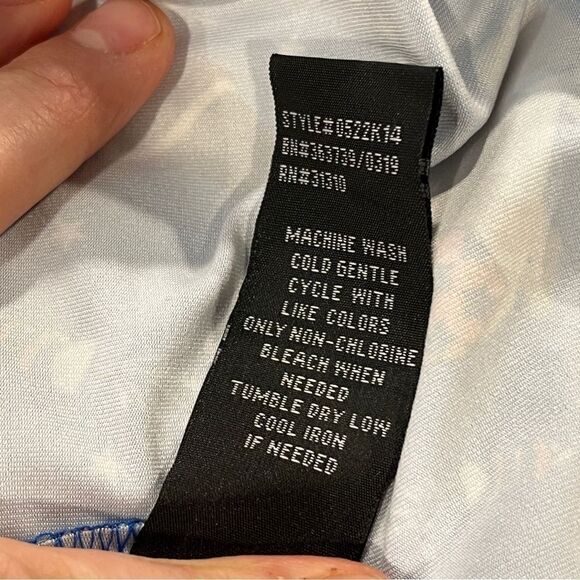 STYLE#0522K14
RN#363739/0319
RN#31310
MACHINE WASH
COLD GENTLE
CYCLE WITH
LIKE COLORS
ONLY NON-CHLORINE
BLEACH WHEN
NEEDED
TUMBLE DRY LOW
COOL IRON
IF NEEDED